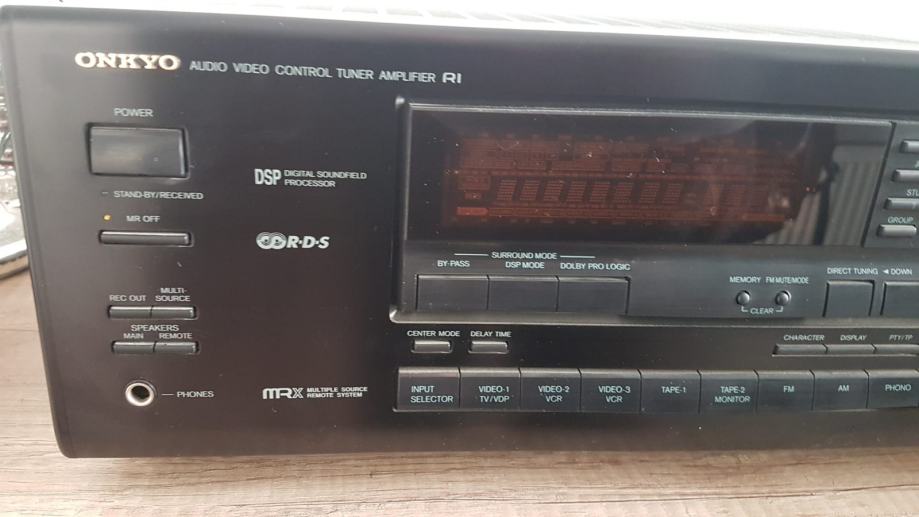 ONKYO AUDIO VIDEO CONTROL TUNER AMPLIFIER RI
POWER
STAND-BY/RECEIVED
MR OFF
REC OUT
MULTI-
SOURCE
SPEAKERS
MAIN REMOTE
PHONES
DSP DIGITAL SOUNDFIELD
PROCESSOR
R·D·S
MRX MULTIPLE SOURCE
REMOTE SYSTEM
SURROUND MODE
BY-PASS DSP MODE DOLBY PRO LOGIC
CENTER MODE DELAY TIME
MEMORY FM MUTE/MODE
CLEAR
DIRECT TUNING ◄ DOWN
GROUP
CHARACTER DISPLAY PTY/TP
INPUT
SELECTOR
VIDEO-1
TV/VDP
VIDEO-2
VCR
VIDEO-3
VCR
TAPE-1
TAPE-2
MONITOR
FM
AM
PHONO